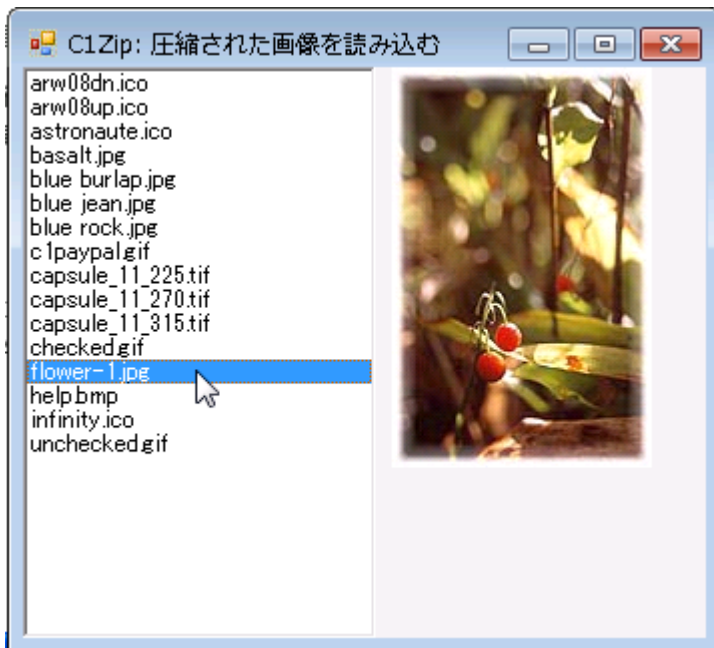 C1Zip: 圧縮された画像を読み込む
arw08dn.ico
arw08up.ico
astronaute.ico
basalt.jpg
blue burlap.jpg
blue jean.jpg
blue rock.jpg
c1paypal.gif
capsule_11_225.tif
capsule_11_270.tif
capsule_11_315.tif
checked.gif
flower-1.jpg
help.bmp
infinity.ico
unchecked.gif